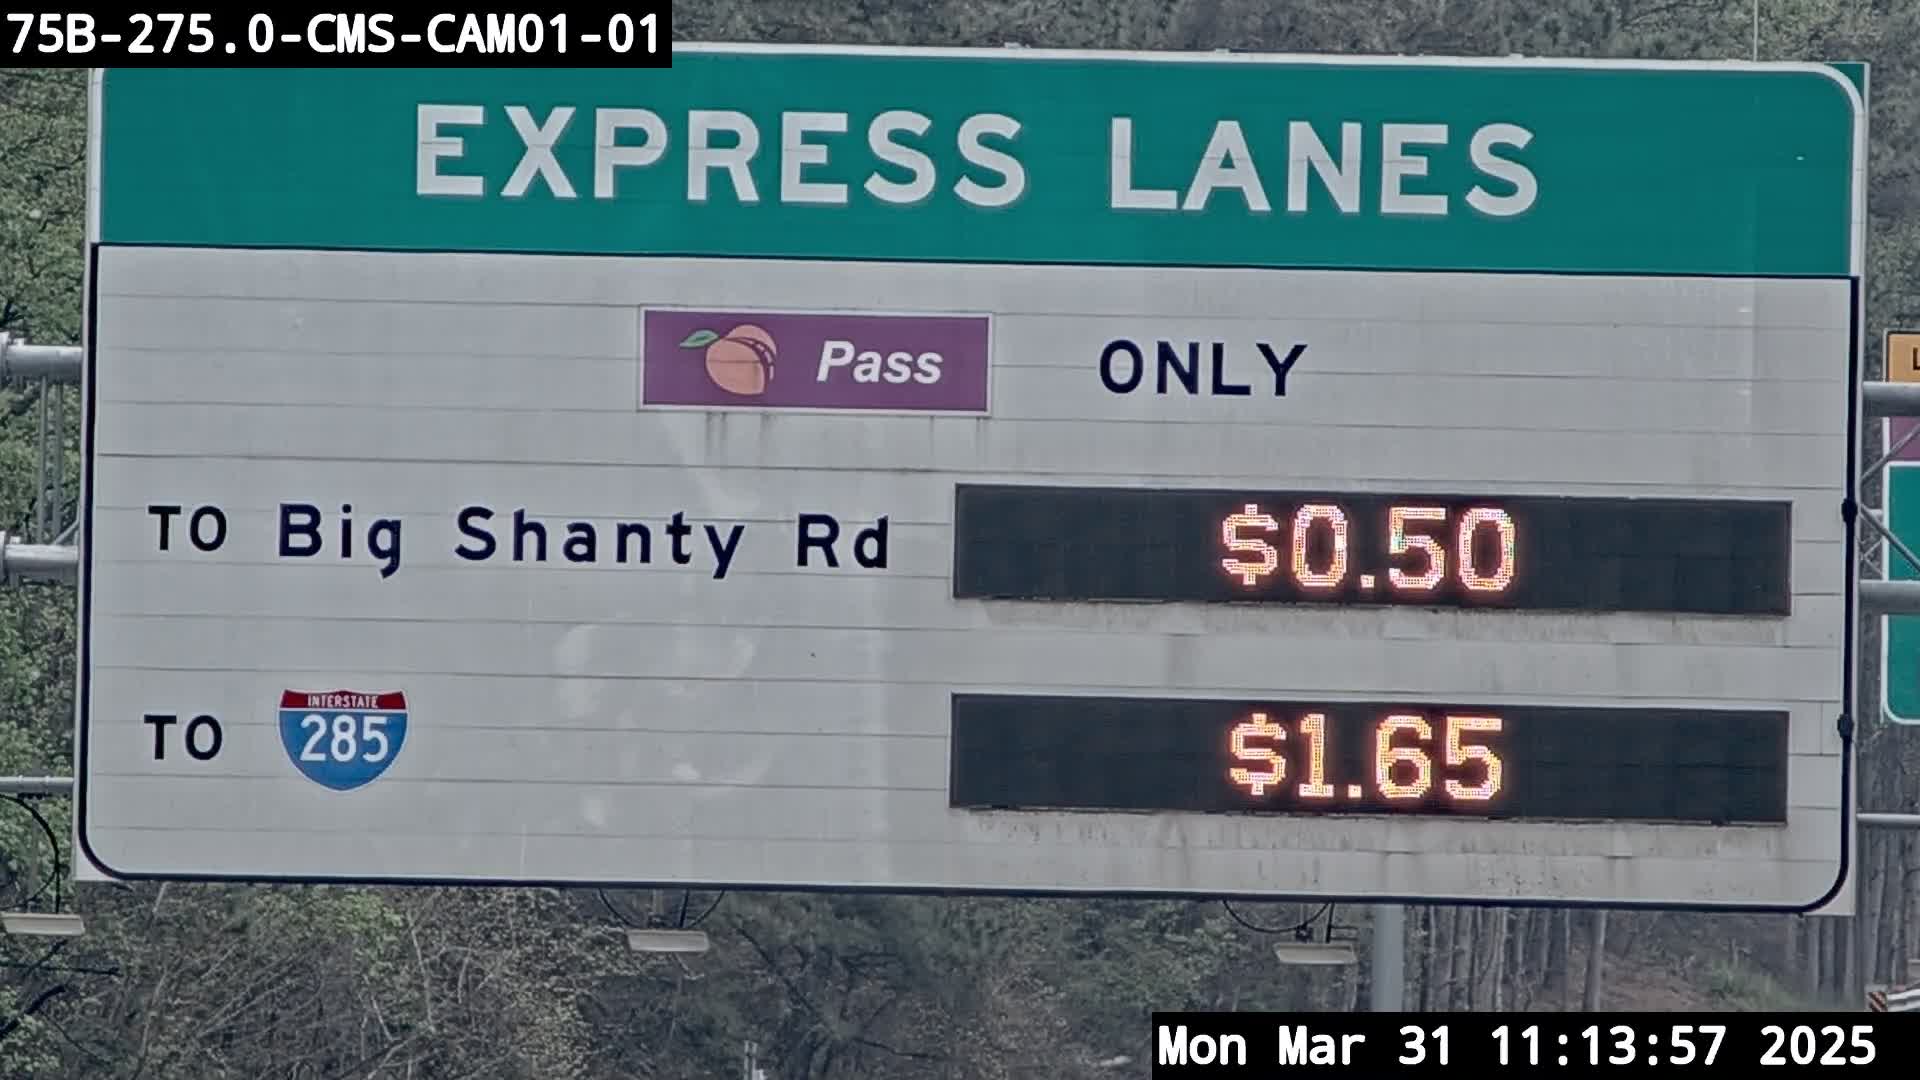 75B-275.0-CMS-CAM01-01
EXPRESS LANES
Pass ONLY
TO Big Shanty Rd $0.50
TO INTERSTATE 285 $1.65
Mon Mar 31 11:13:57 2025